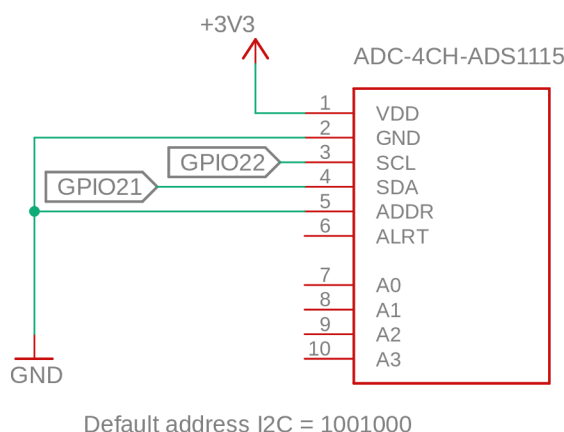 +3V3
ADC-4CH-ADS1115
1 VDD
2 GND
GPIO22 3 SCL
GPIO21 4 SDA
5 ADDR
6 ALRT
7 A0
8 A1
9 A2
10 A3
GND
Default address I2C = 1001000